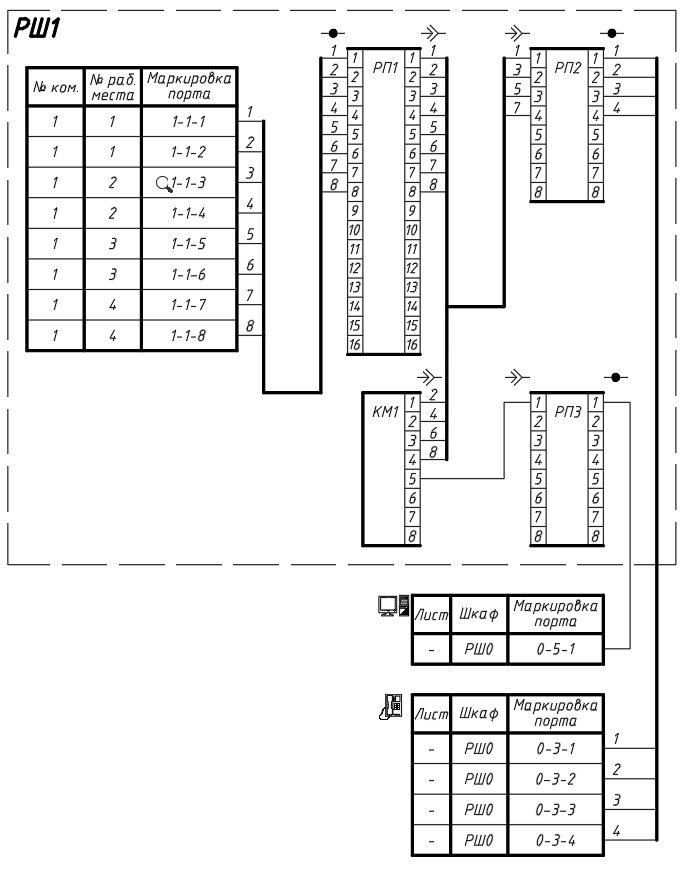 РШ1
№ ком. № раб. места Маркировка порта
1 1 1-1-1 1
1 1 1-1-2 2
1 2 1-1-3 3
1 2 1-1-4 4
1 3 1-1-5 5
1 3 1-1-6 6
1 4 1-1-7 7
1 4 1-1-8 8
РП1
1 1 1 1
2 2 2 2
3 3 3 3
4 4 4 4
5 5 5 5
6 6 6 6
7 7 7 7
8 8 8 8
9 9
10 10
11 11
12 12
13 13
14 14
15 15
16 16
РП2
1 1 1 1
3 2 2 2
5 3 3 3
7 4 4 4
5 5
6 6
7 7
8 8
КМ1
1 2
2 4
3 6
4 8
5
6
7
8
РП3
1 1
2 2
3 3
4 4
5 5
6 6
7 7
8 8
Лист Шкаф Маркировка порта
- РШ0 0-5-1
Лист Шкаф Маркировка порта
- РШ0 0-3-1 1
- РШ0 0-3-2 2
- РШ0 0-3-3 3
- РШ0 0-3-4 4